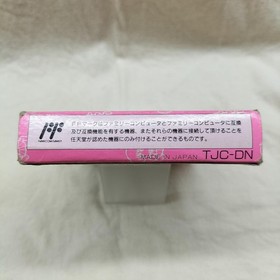 FFマークはファミリーコンピュータとファミリーコンピュータに互換
及び互換機能を有する機器、またそれらの機器に接続して頂けることを
任天堂が認めた機器にのみ付けることができるものです。
MADE IN JAPAN TJC-DN